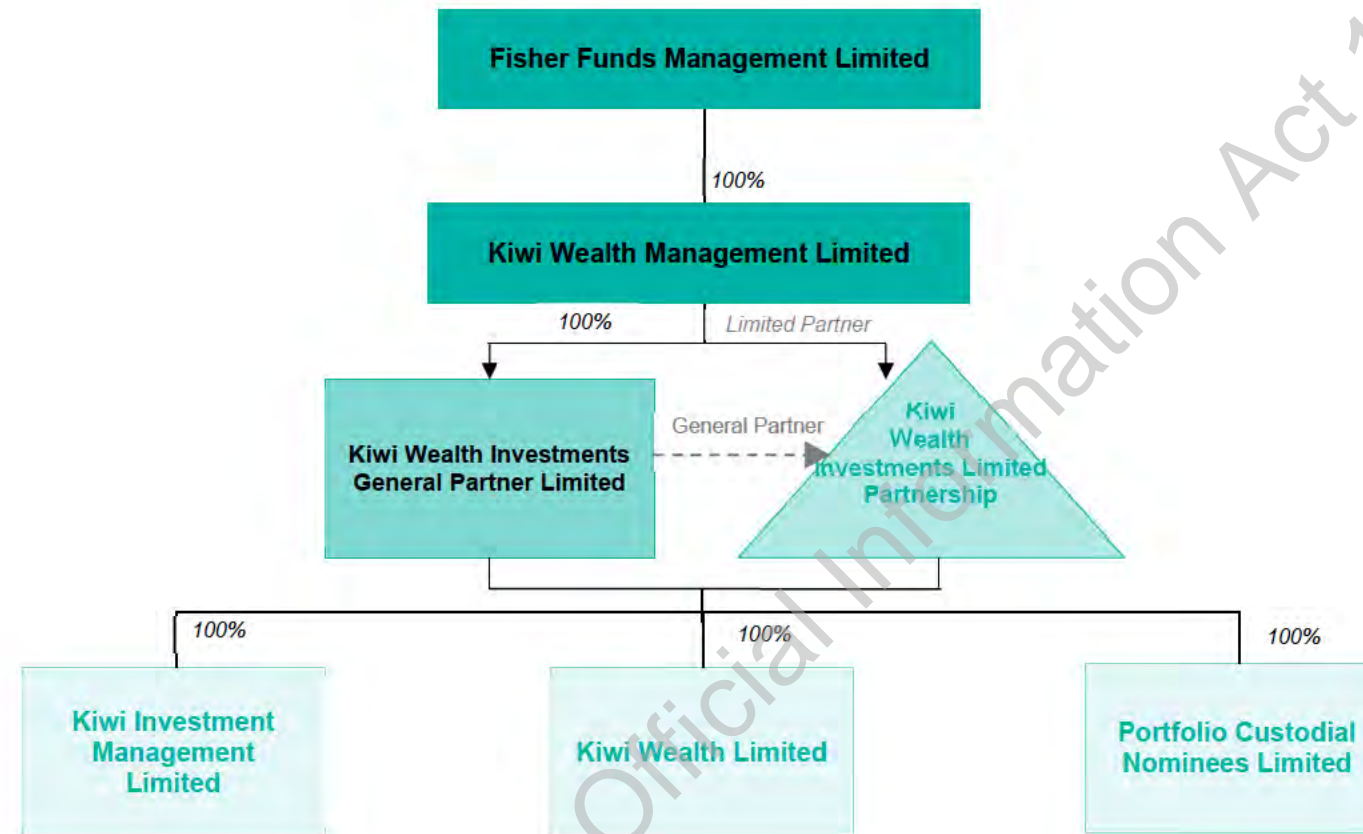 Fisher Funds Management Limited
100%
Kiwi Wealth Management Limited
100%
Limited Partner
Kiwi Wealth Investments
General Partner Limited
General Partner
Kiwi
Wealth
Investments Limited
Partnership
100%
100%
100%
Kiwi Investment
Management
Limited
Kiwi Wealth Limited
Portfolio Custodial
Nominees Limited
Official Information Act